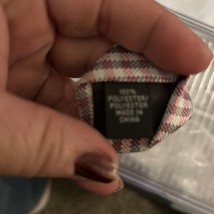 100%
POLYESTER/
POLYESTER
MADE IN
CHINA